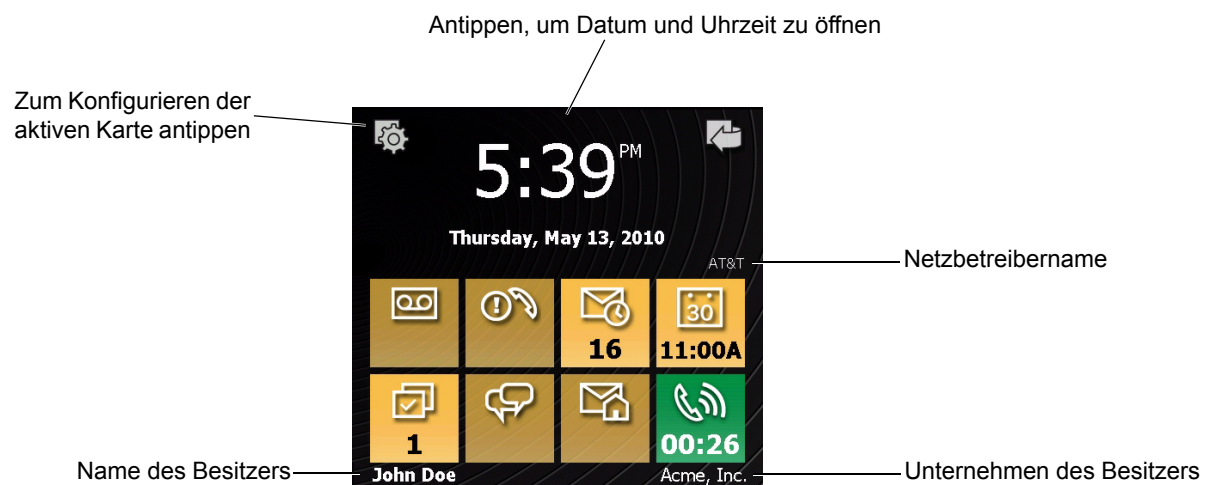 Antippen, um Datum und Uhrzeit zu öffnen
Zum Konfigurieren der
aktiven Karte antippen
5:39 PM
Thursday, May 13, 2010
AT&T
Netzbetreibername
30
16
11:00A
1
00:26
Name des Besitzers
John Doe
Acme, Inc.
Unternehmen des Besitzers